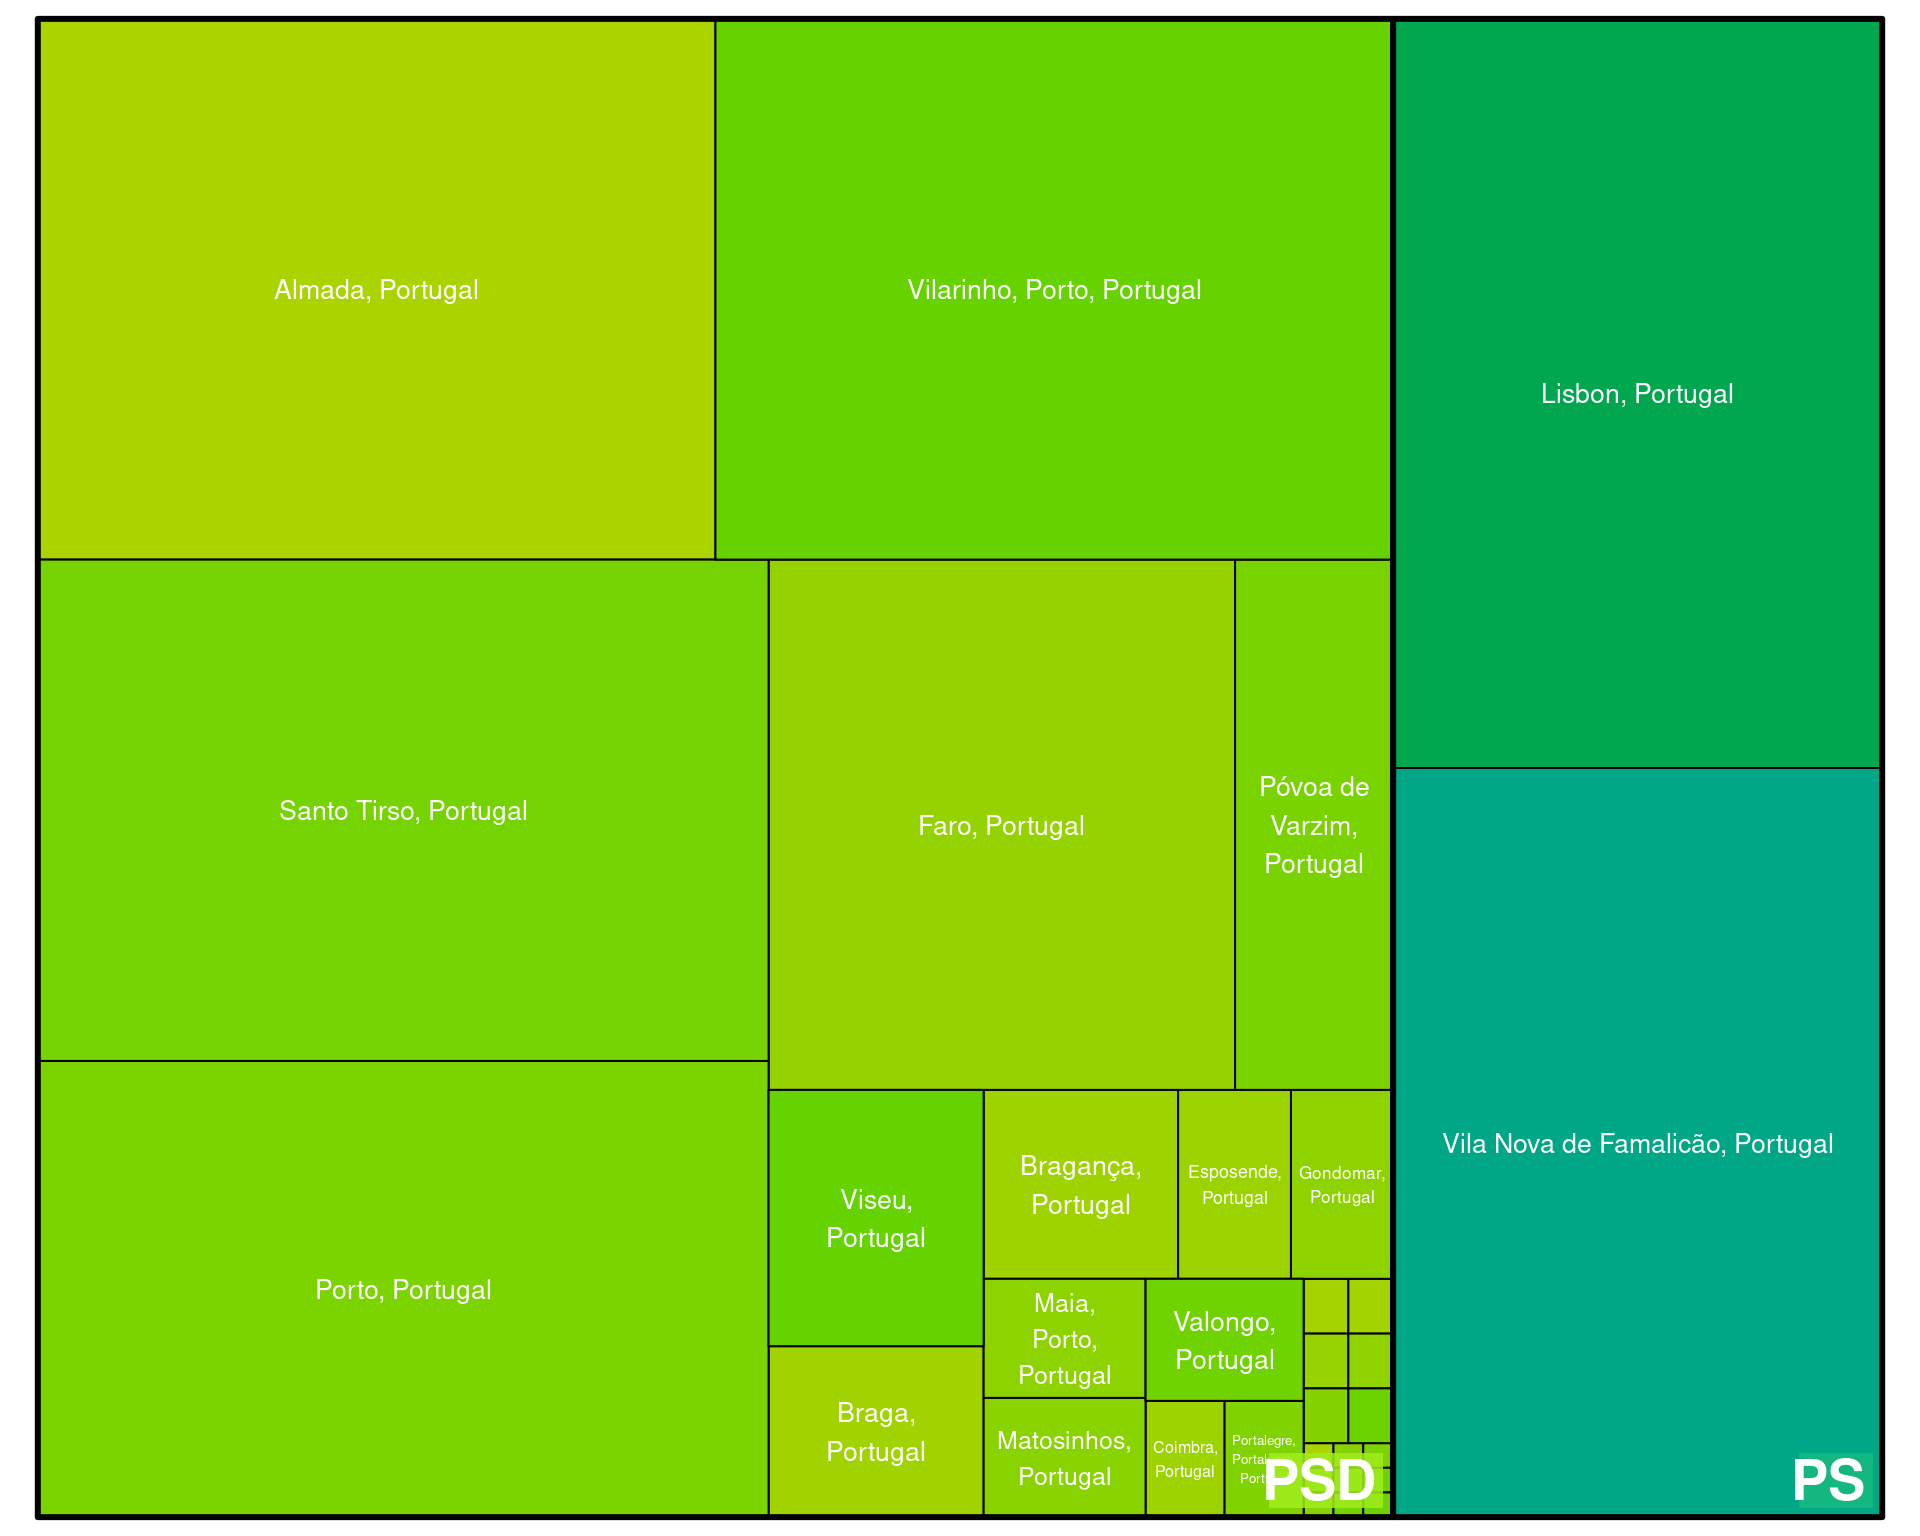 Almada, Portugal
Vilarinho, Porto, Portugal
Lisbon, Portugal
Santo Tirso, Portugal
Faro, Portugal
Póvoa de
Varzim,
Portugal
Vila Nova de Famalicão, Portugal
Porto, Portugal
Viseu,
Portugal
Bragança,
Portugal
Esposende,
Portugal
Gondomar,
Portugal
Maia,
Porto,
Portugal
Valongo,
Portugal
Braga,
Portugal
Matosinhos,
Portugal
Coimbra,
Portugal
Portalegre,
PSD
PS